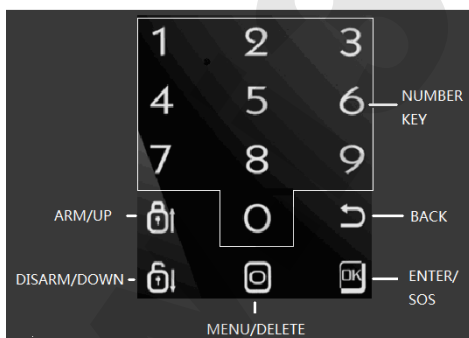 1 2 3
4 5 6
NUMBER
KEY
7 8 9
ARM/UP
0
BACK
DISARM/DOWN
OK
ENTER/
SOS
MENU/DELETE